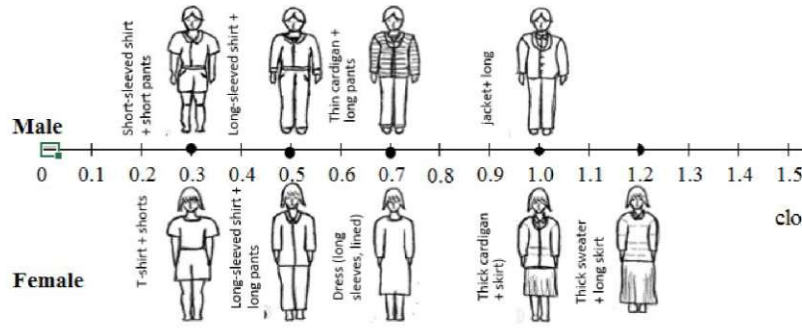 Short-sleeved shirt
+ short pants
Long-sleeved shirt +
Thin cardigan +
long pants
jacket+ long
Male
0 0.1 0.2 0.3 0.4 0.5 0.6 0.7 0.8 0.9 1.0 1.1 1.2 1.3 1.4 1.5
clo
T-shirt + shorts
Long-sleeved shirt +
long pants
Dress (long
sleeves, lined)
Thick cardigan
+ skirt)
Thick sweater
+ long skirt
Female